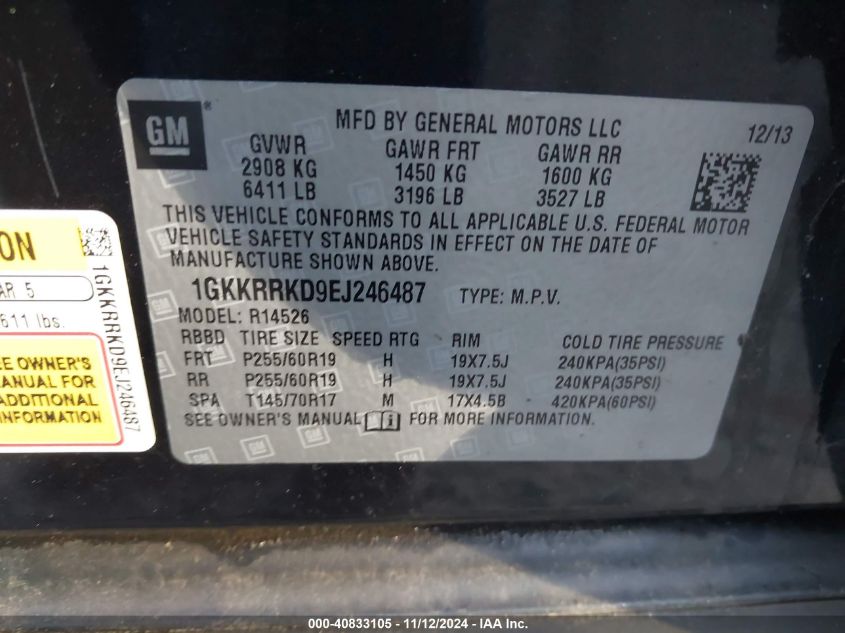 GM
®
MFD BY GENERAL MOTORS LLC
12/13
GVWR GAWR FRT GAWR RR
2908 KG 1450 KG 1600 KG
6411 LB 3196 LB 3527 LB
THIS VEHICLE CONFORMS TO ALL APPLICABLE U.S. FEDERAL MOTOR
VEHICLE SAFETY STANDARDS IN EFFECT ON THE DATE OF
MANUFACTURE SHOWN ABOVE.
1GKKRRKD9EJ246487 TYPE: M.P.V.
MODEL: R14526
RBBD TIRE SIZE SPEED RTG RIM COLD TIRE PRESSURE
FRT P255/60R19 H 19X7.5J 240KPA(35PSI)
RR P255/60R19 H 19X7.5J 240KPA(35PSI)
SPA T145/70R17 M 17X4.5B 420KPA(60PSI)
SEE OWNER'S MANUAL FOR MORE INFORMATION.
ON
AR 5
611 lbs.
EE OWNER'S
MANUAL FOR
ADDITIONAL
INFORMATION
1GKKRRKD9EJ246487
000-40833105 - 11/12/2024 - IAA Inc.